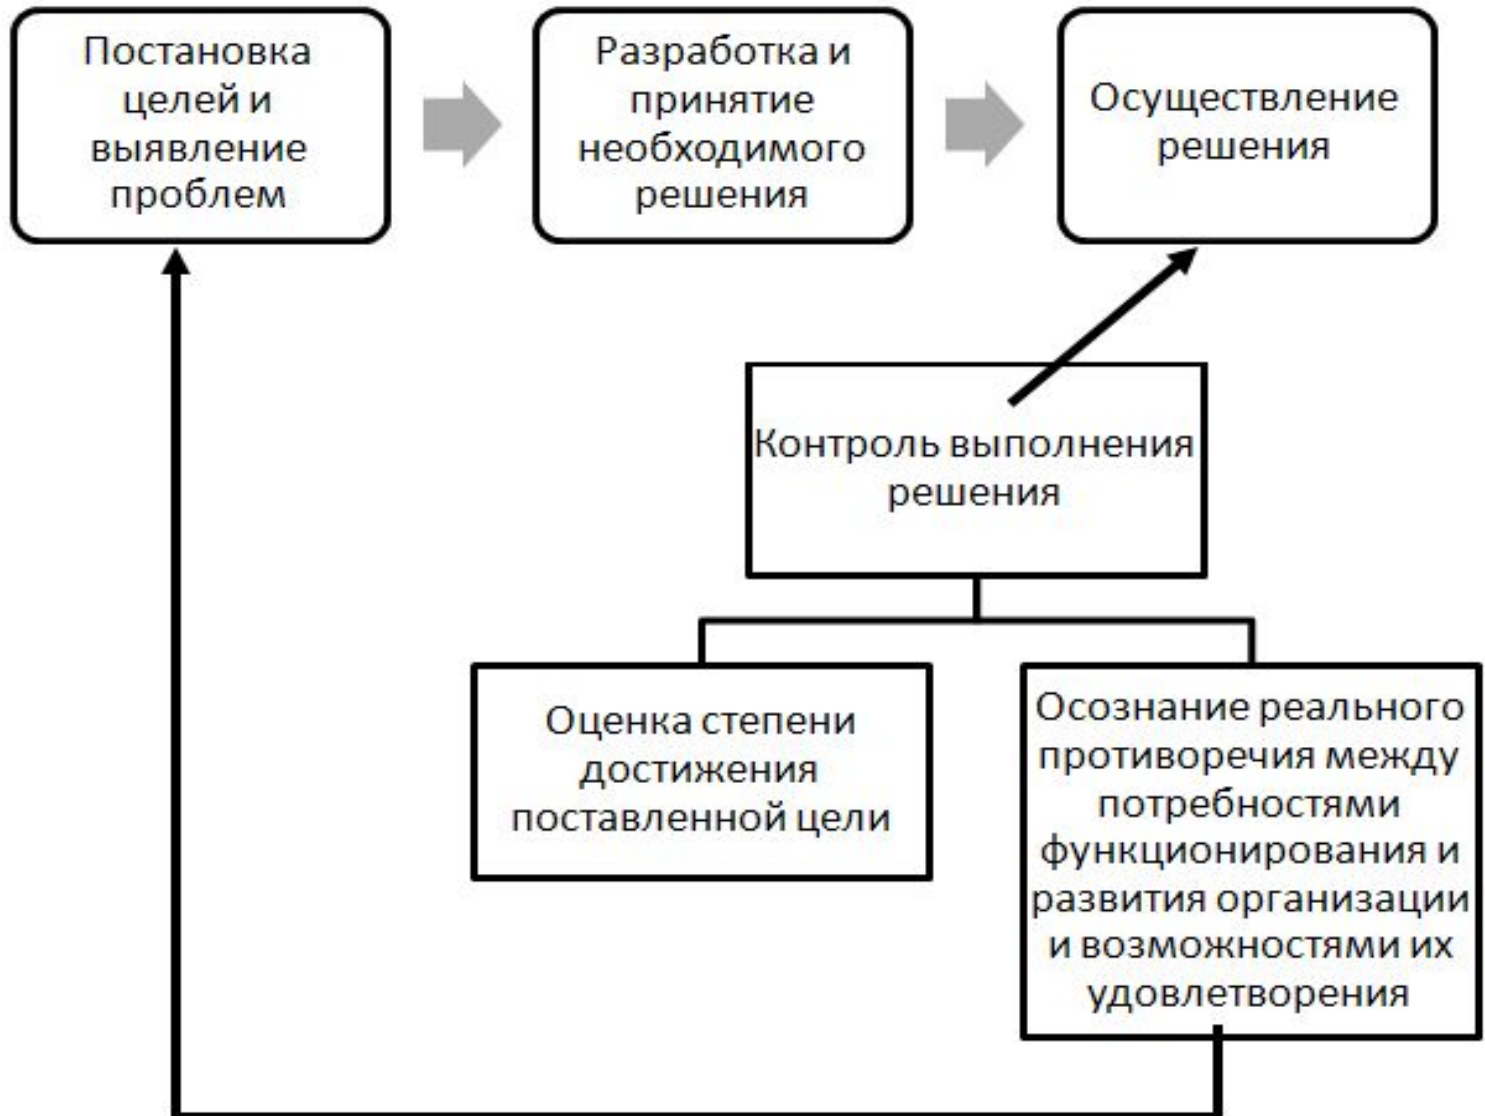 Постановка
целей и
выявление
проблем
Разработка и
принятие
необходимого
решения
Осуществление
решения
Контроль выполнения
решения
Оценка степени
достижения
поставленной цели
Осознание реального
противоречия между
потребностями
функционирования и
развития организации
и возможностями их
удовлетворения